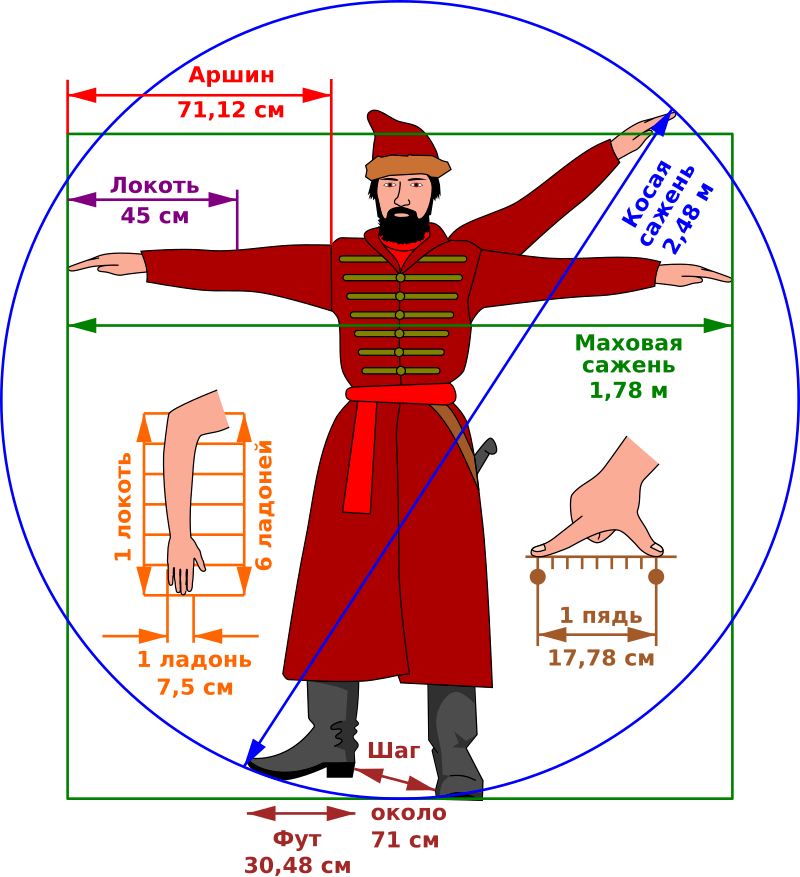 Аршин
71,12 см
Локоть
45 см
Косая
сажень
2,48 м
Маховая
сажень
1,78 м
1 локоть
6 ладоней
1 ладонь
7,5 см
1 пядь
17,78 см
Шаг
около
71 см
Фут
30,48 см